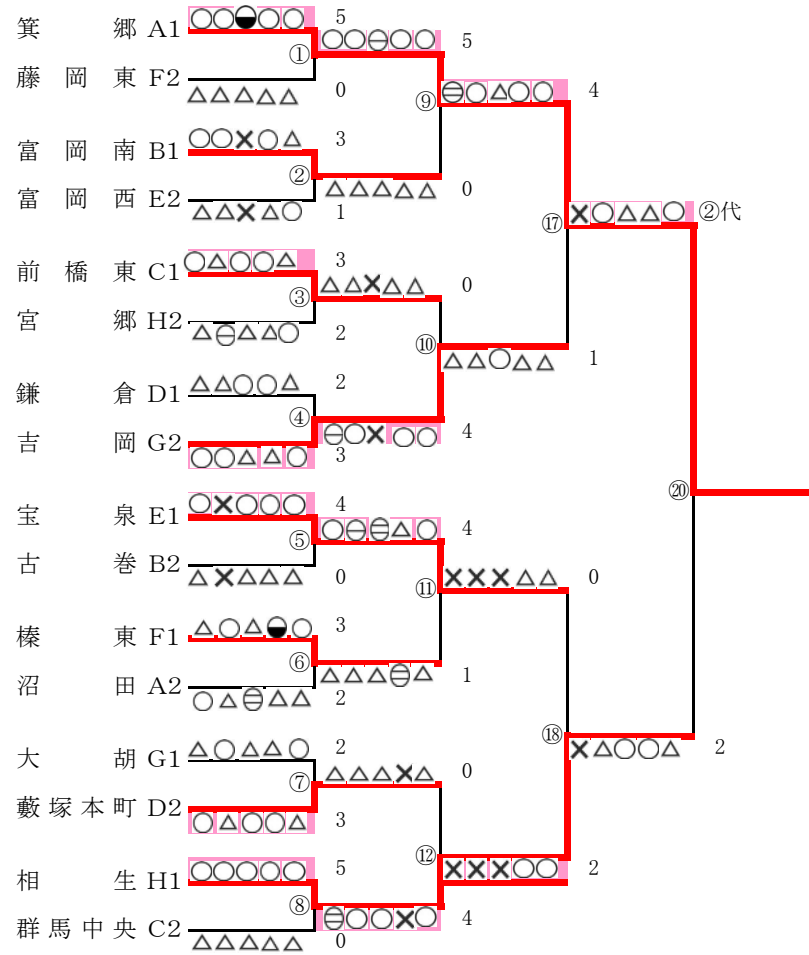 箕郷 A1 5
① 5
藤岡東 F2 0
⑨ 4
富岡南 B1 3
② 0
富岡西 E2 1
⑰ ②代
前橋東 C1 3
③ 0
宮郷 H2 2
⑩ 1
鎌倉 D1 2
④ 4
吉岡 G2 3
⑳
宝泉 E1 4
⑤ 4
古巻 B2 0
⑪ 0
榛東 F1 3
⑥ 1
沼田 A2 2
⑱ 2
大胡 G1 2
⑦ 0
藪塚本町 D2 3
⑫ 2
相生 H1 5
⑧ 4
群馬中央 C2 0